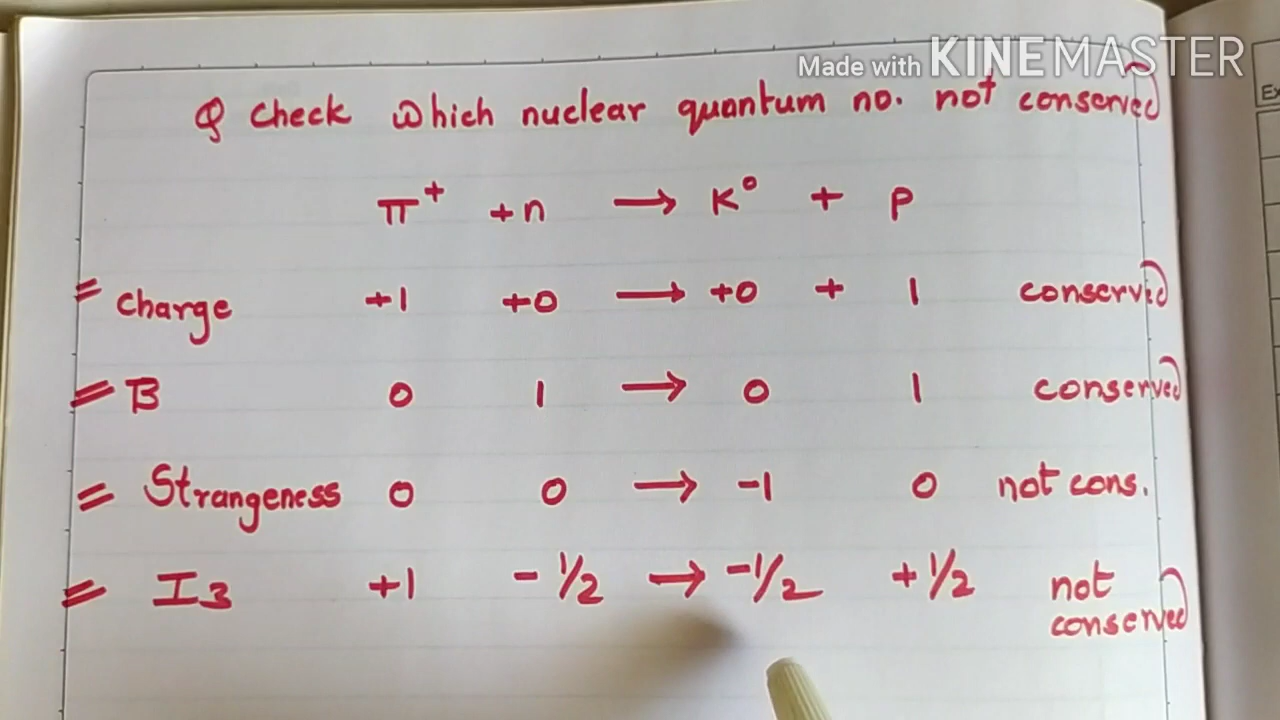 Made with KINEMASTER
Q Check which nuclear quantum no. not conserved
π⁺ + n → K⁰ + p
Ex
= Charge +1 +0 → +0 + 1 conserved
= B 0 1 → 0 1 conserved
= Strangeness 0 0 → -1 0 not cons.
= I3 +1 - 1/2 → -1/2 + 1/2 not
conserved